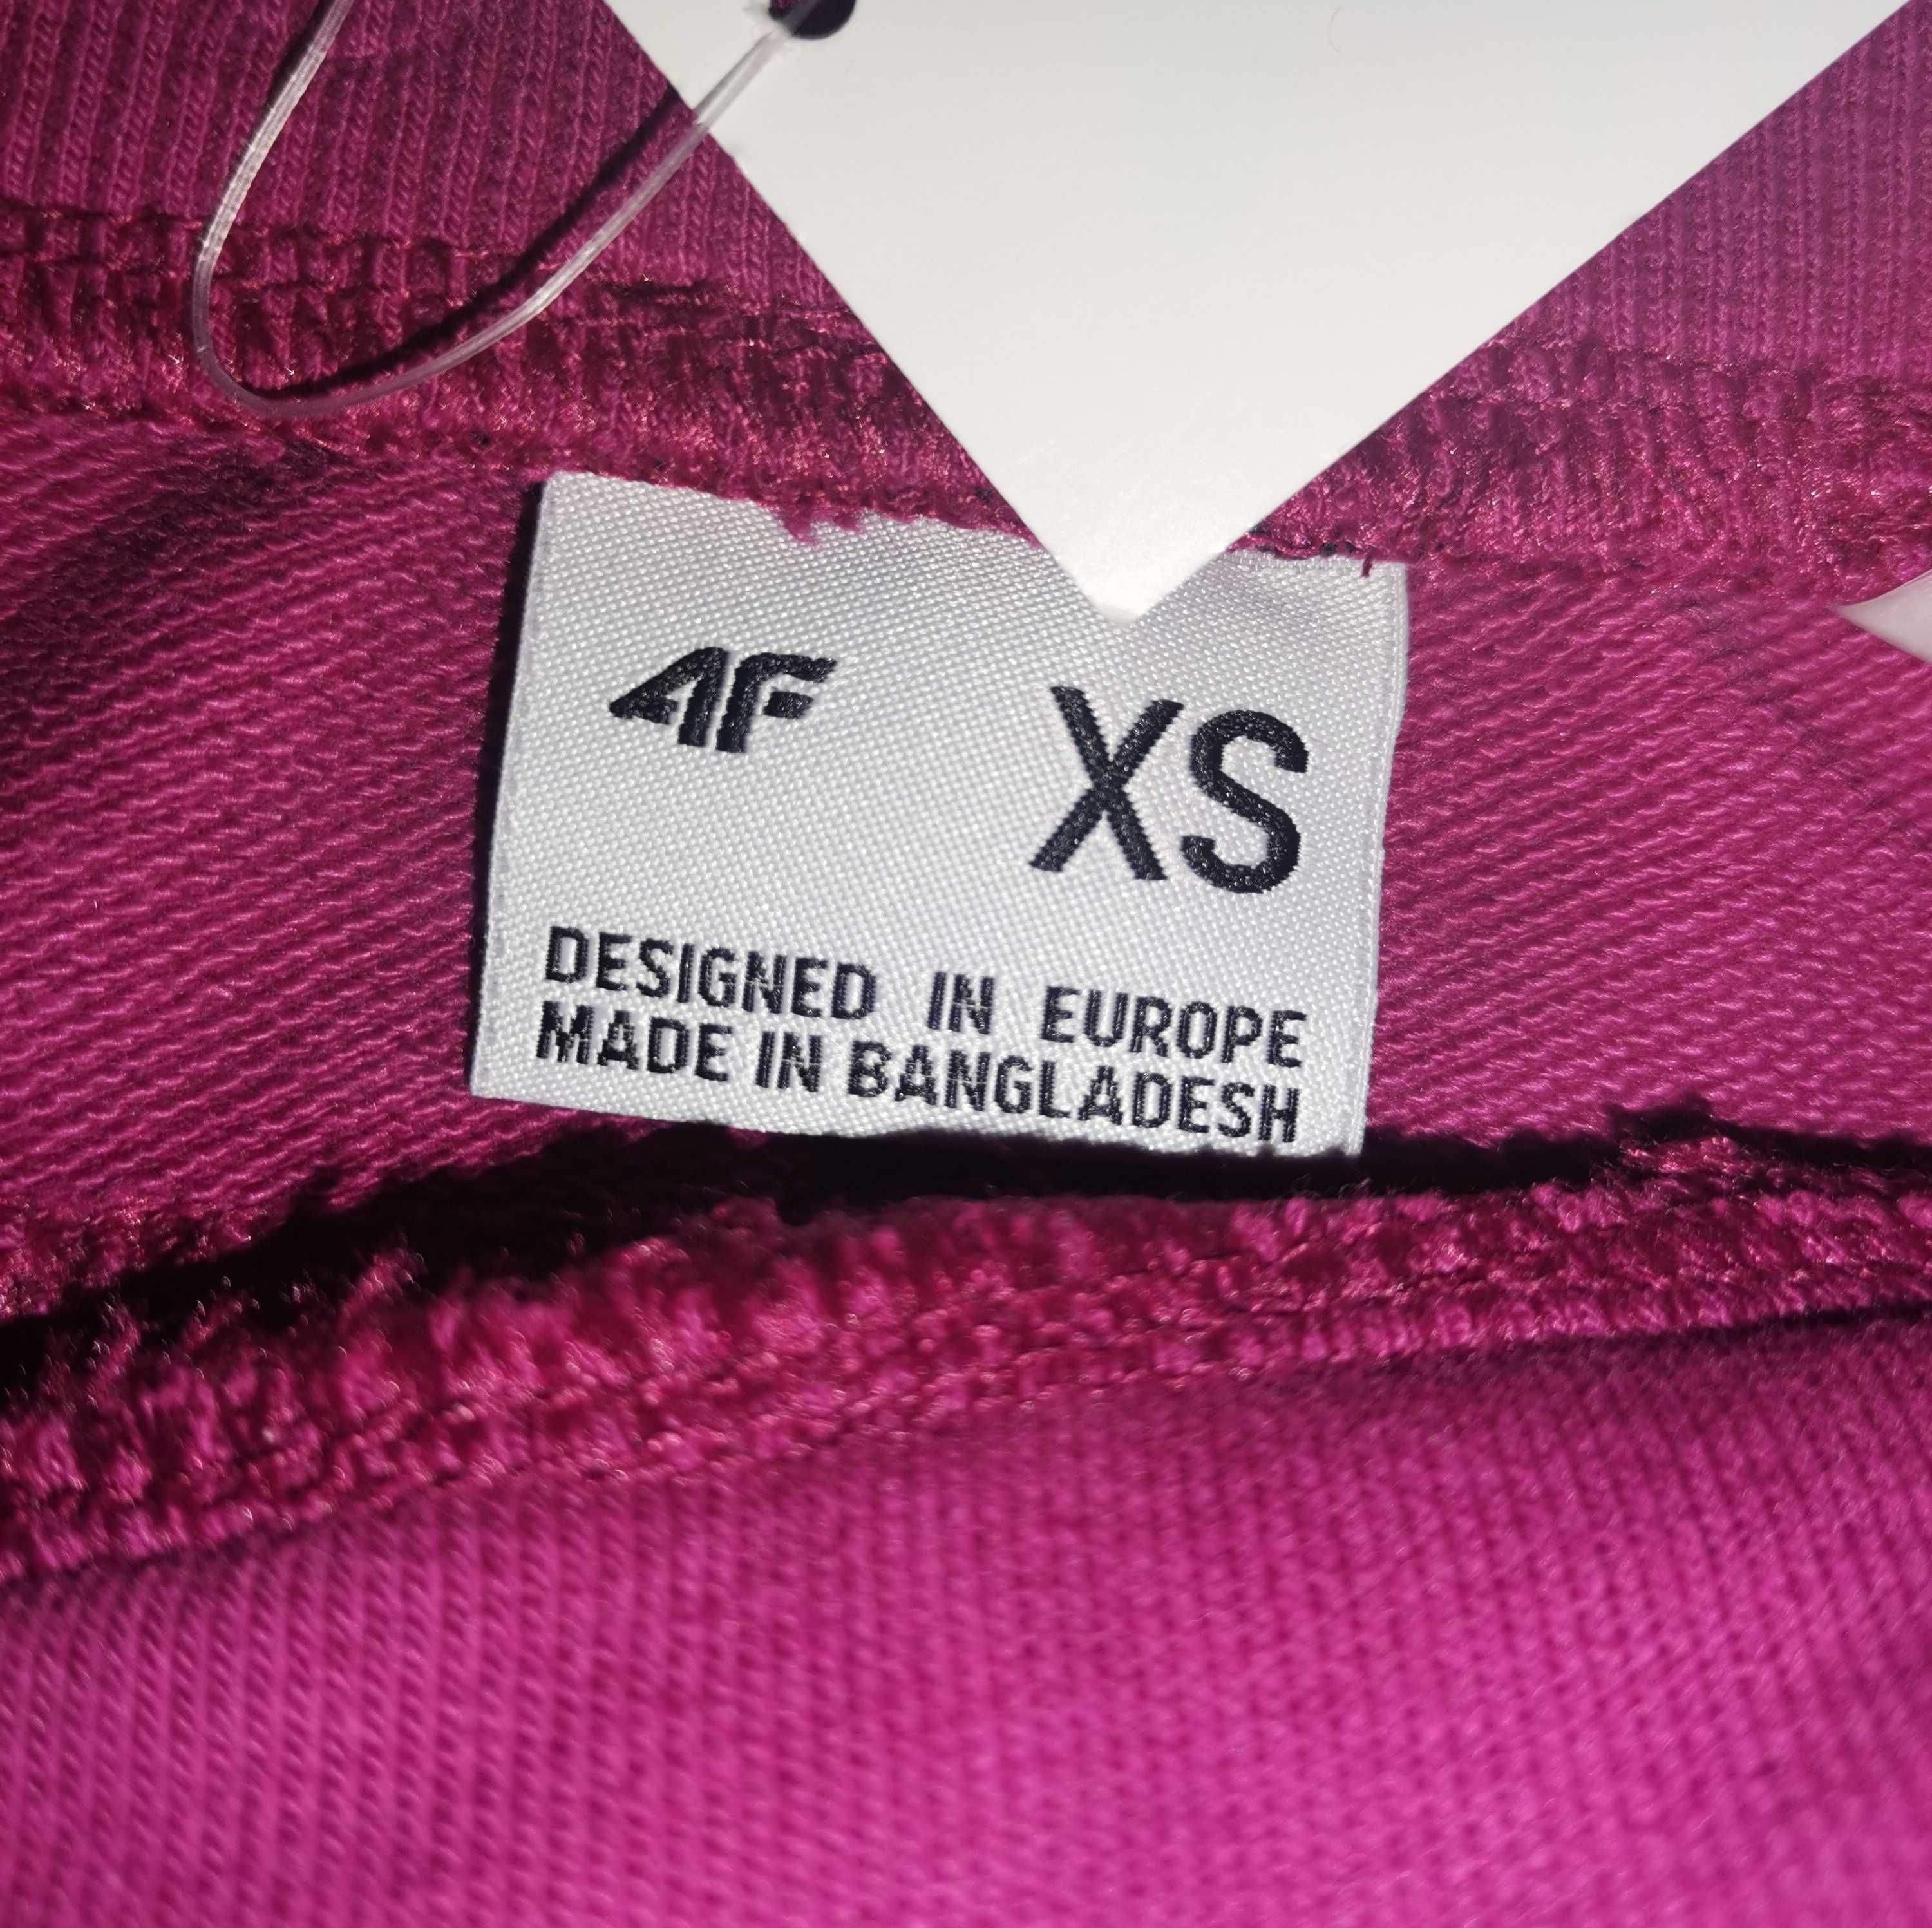 4F XS
DESIGNED IN EUROPE
MADE IN BANGLADESH